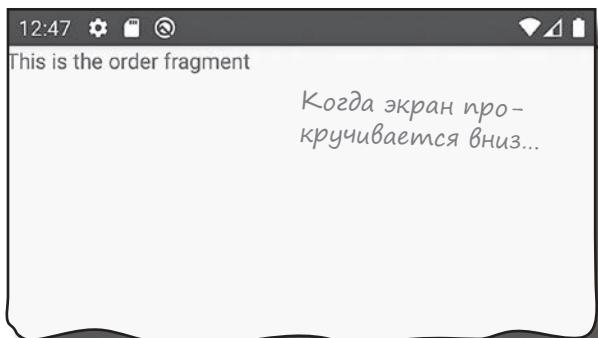 12:47
This is the order fragment
Когда экран про-
кручивается вниз...